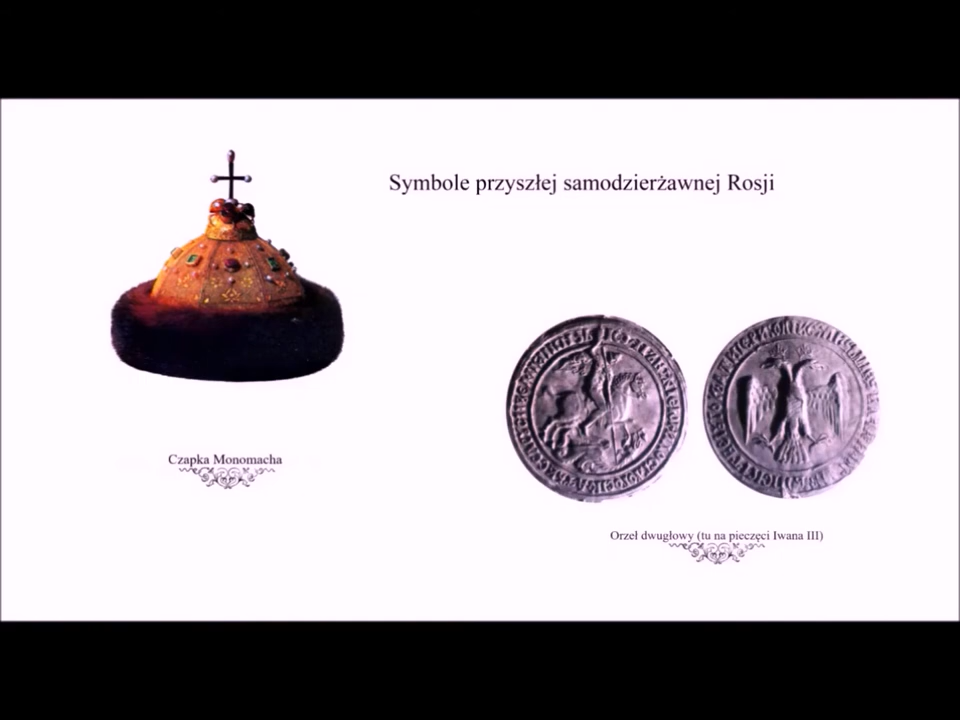 Symbole przyszłej samodzierżawnej Rosji
Czapka Monomacha
Orzeł dwugłowy (tu na pieczęci Iwana III)